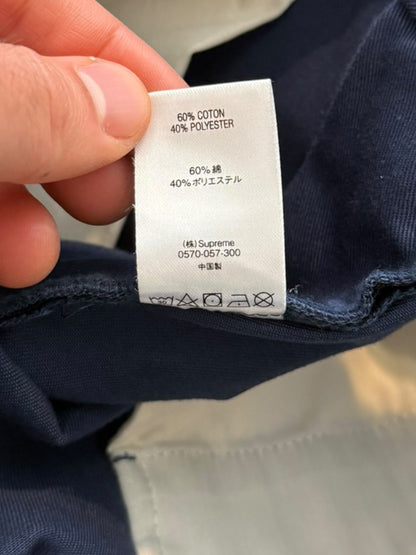 60% COTON
40% POLYESTER
60% 綿
40% ポリエステル
(株) Supreme
0570-057-300
中国製